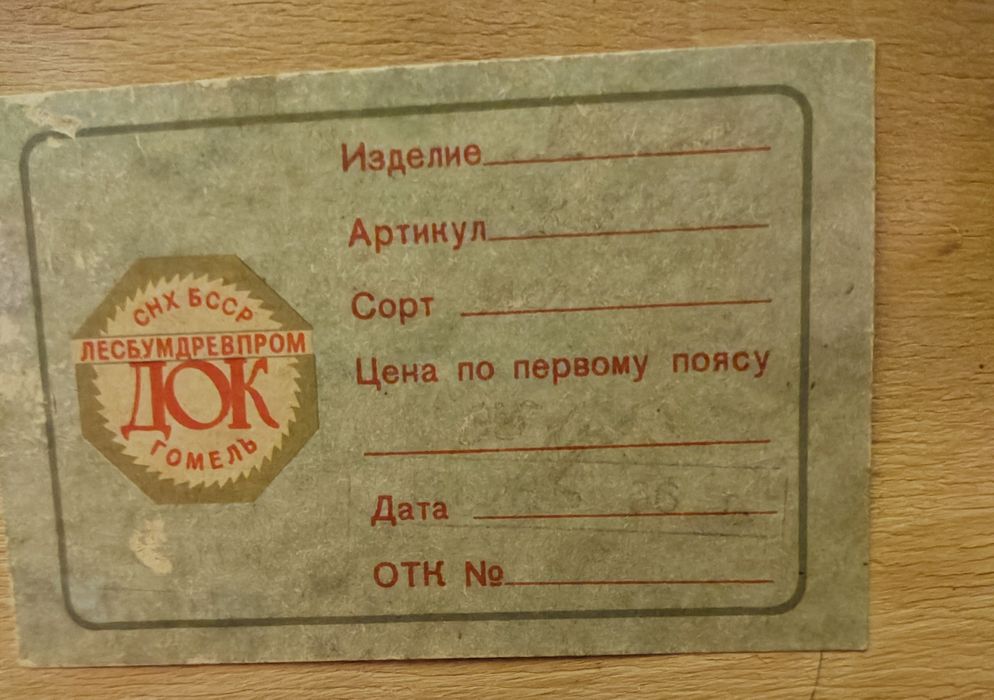 СНХ БССР
ЛЕСБУМДРЕВПРОМ
ДОК
ГОМЕЛЬ
Изделие
Артикул
Сорт
Цена по первому поясу
Дата
ОТК №